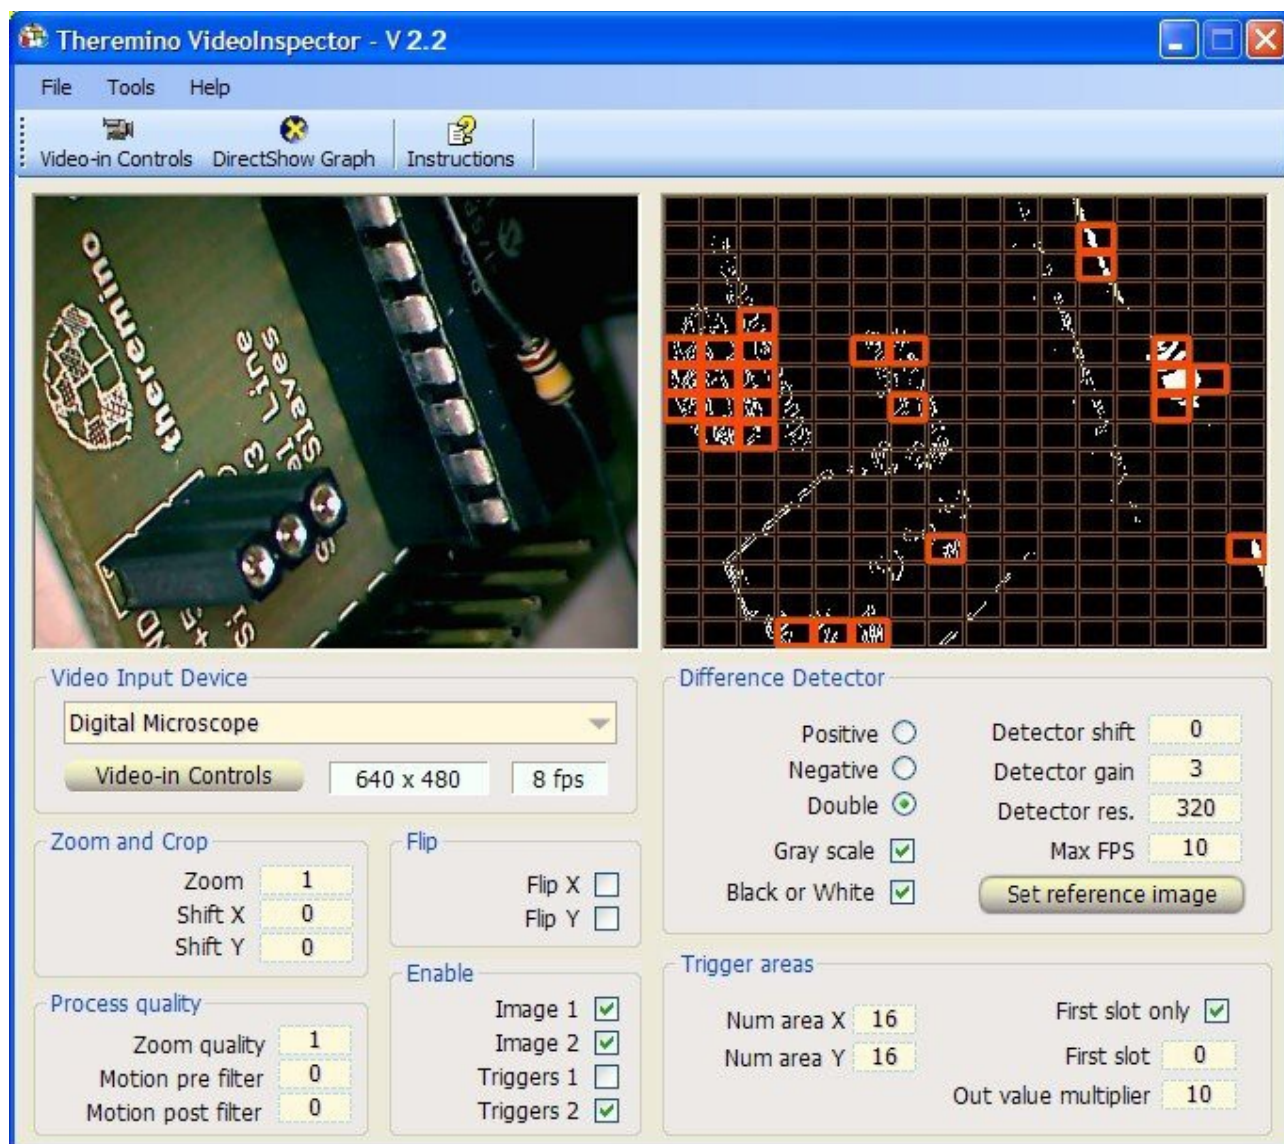 Theremino VideoInspector - V 2.2
File Tools Help
Video-in Controls DirectShow Graph Instructions
theremino
Slaves
Line
Video Input Device
Digital Microscope
Video-in Controls 640 x 480 8 fps
Zoom and Crop
Zoom 1
Shift X 0
Shift Y 0
Flip
Flip X
Flip Y
Process quality
Zoom quality 1
Motion pre filter 0
Motion post filter 0
Enable
Image 1
Image 2
Triggers 1
Triggers 2
Difference Detector
Positive
Negative
Double
Gray scale
Black or White
Detector shift 0
Detector gain 3
Detector res. 320
Max FPS 10
Set reference image
Trigger areas
Num area X 16
Num area Y 16
First slot only
First slot 0
Out value multiplier 10